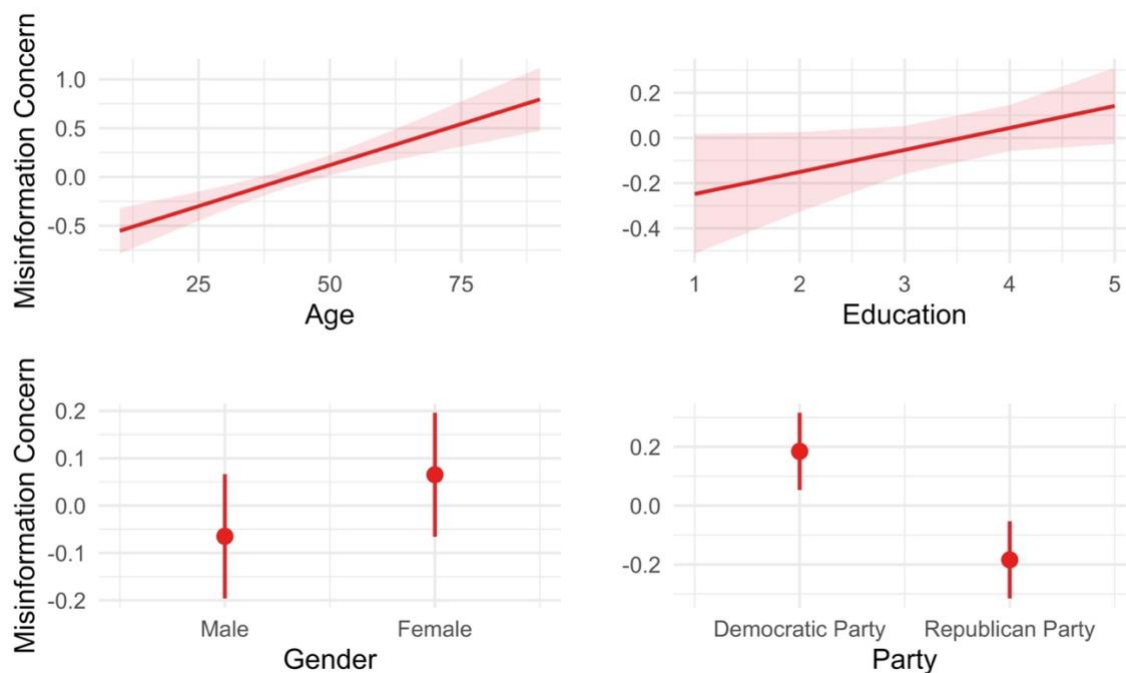 Misinformation Concern
1.0
0.5
0.0
-0.5
25 50 75
Age
0.2
0.0
-0.2
-0.4
1 2 3 4 5
Education
Misinformation Concern
0.2
0.1
0.0
-0.1
-0.2
Male Female
Gender
0.2
0.0
-0.2
Democratic Party Republican Party
Party